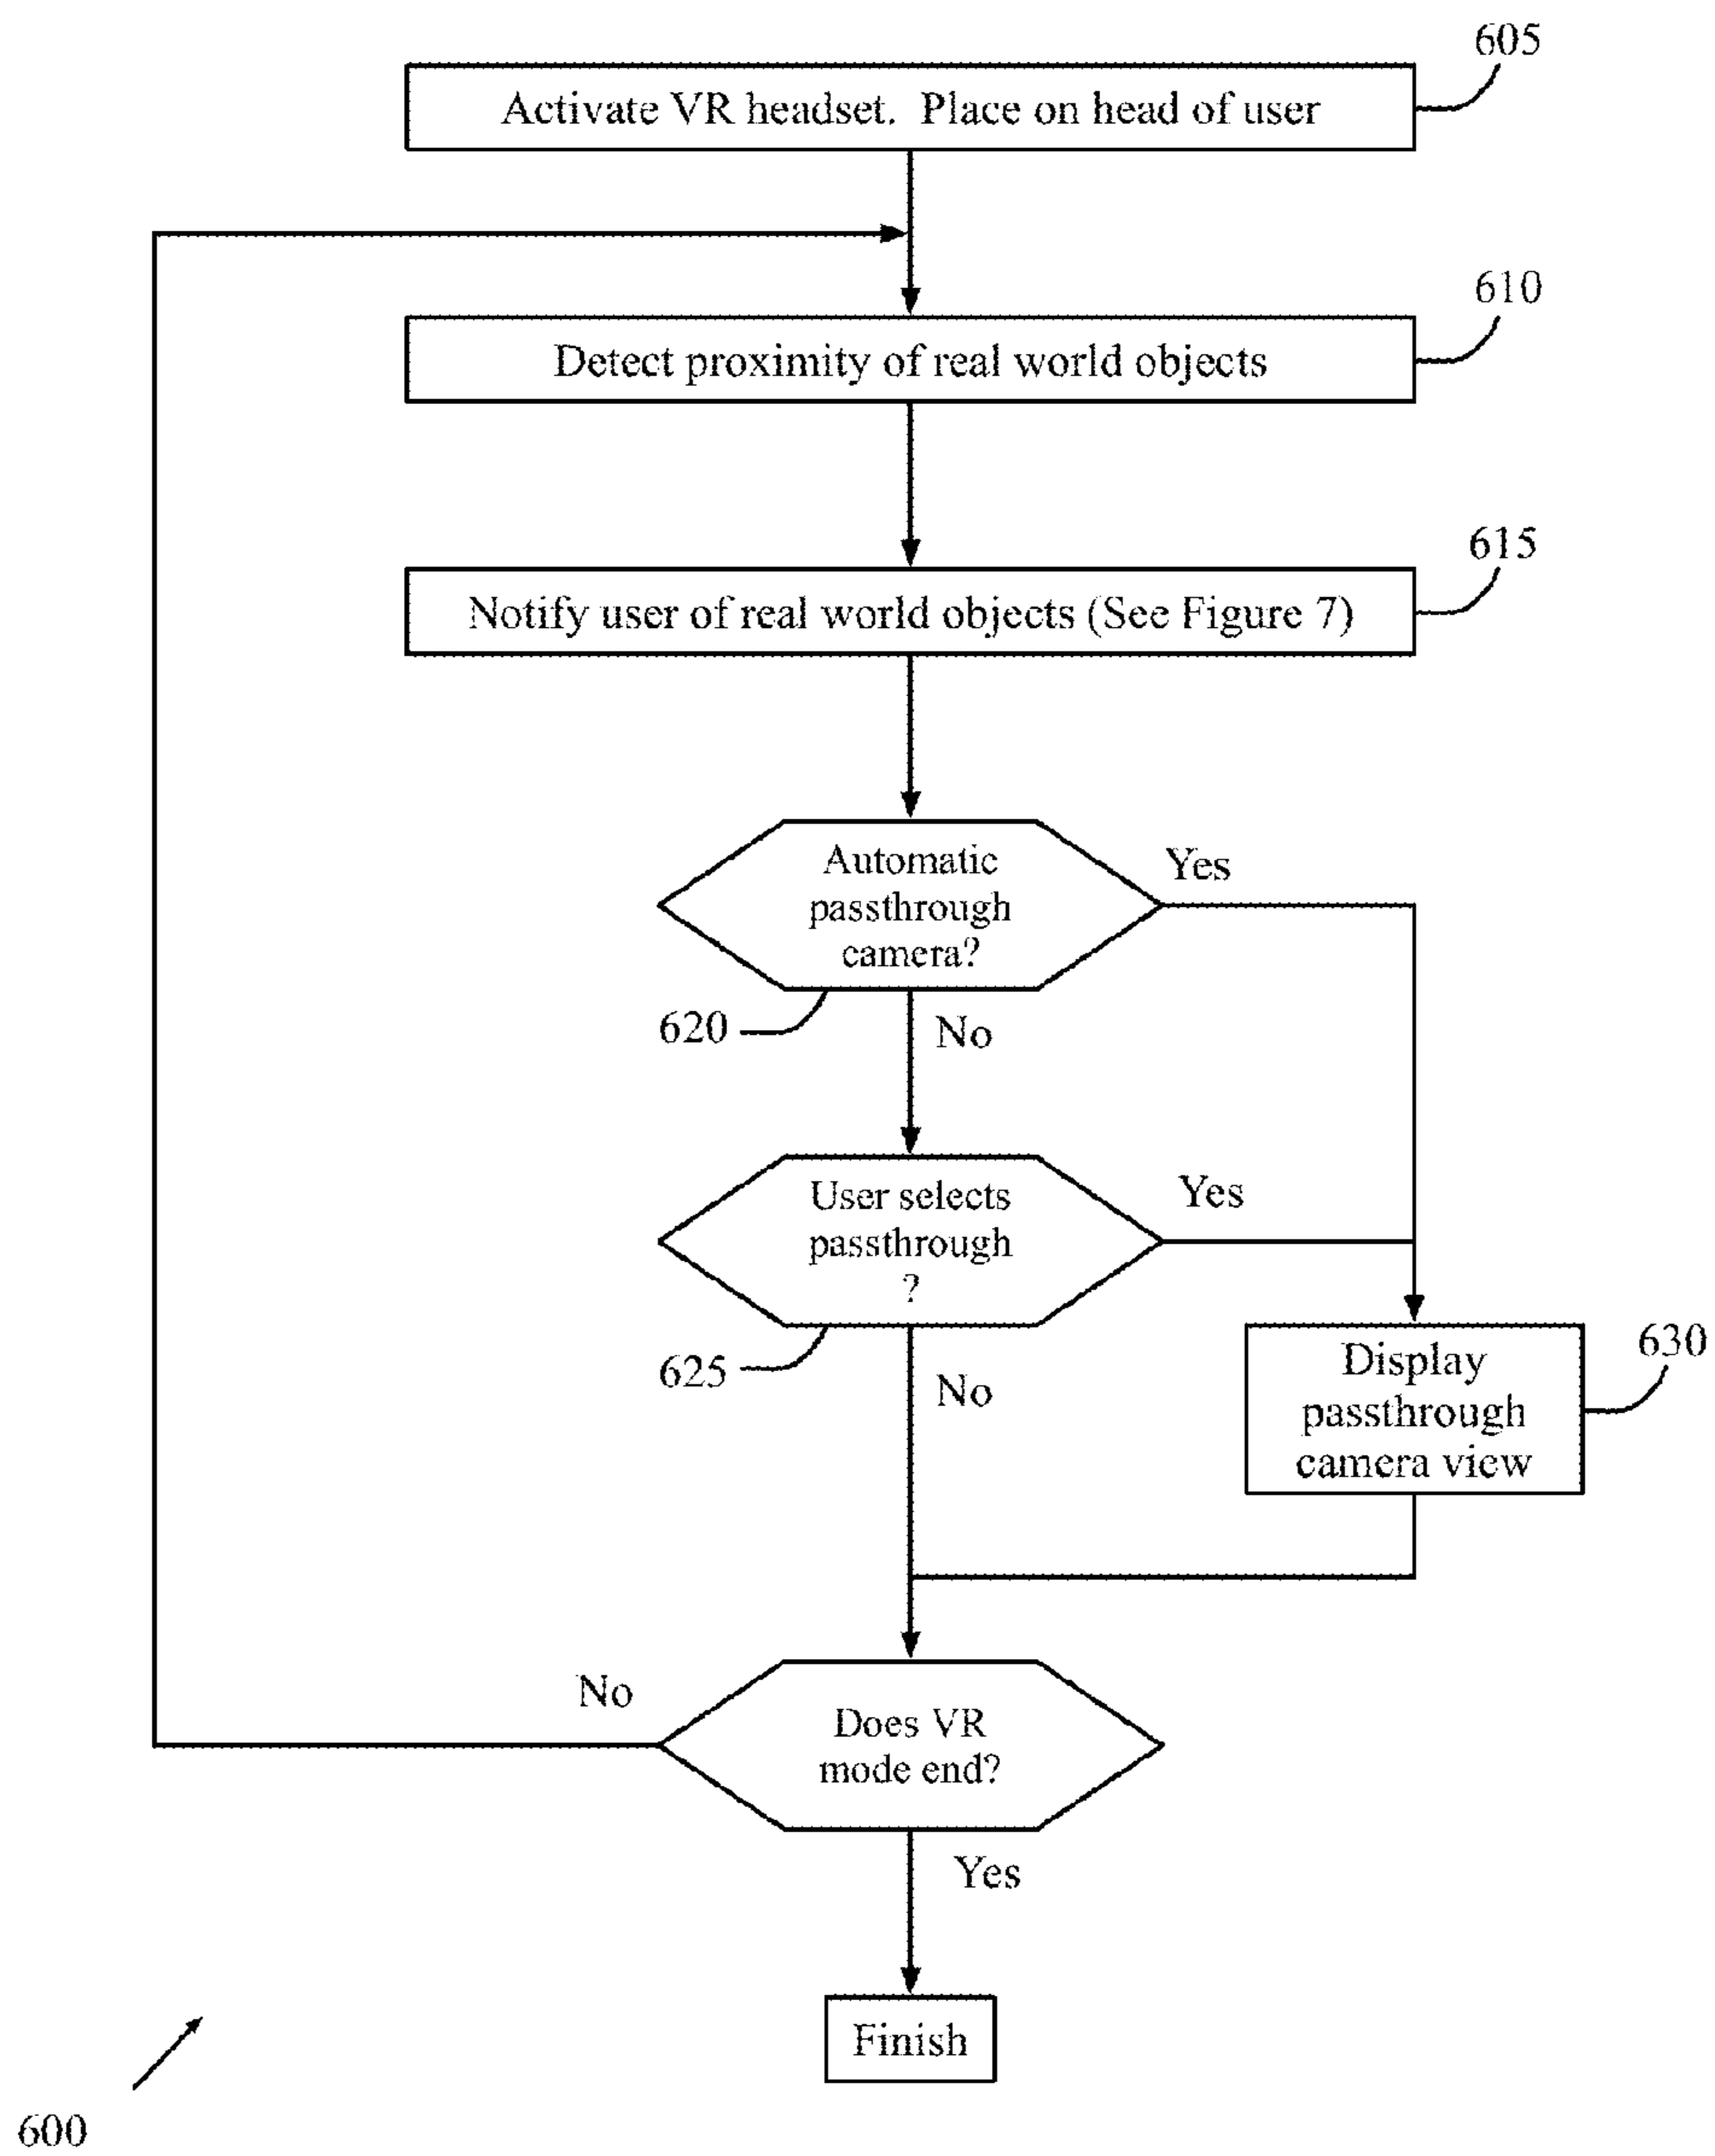 605
Activate VR headset. Place on head of user
610
Detect proximity of real world objects
615
Notify user of real world objects (See Figure 7)
Automatic
passthrough
camera?
Yes
620
No
User selects
passthrough
?
Yes
625
No
630
Display
passthrough
camera view
No
Does VR
mode end?
Yes
Finish
600